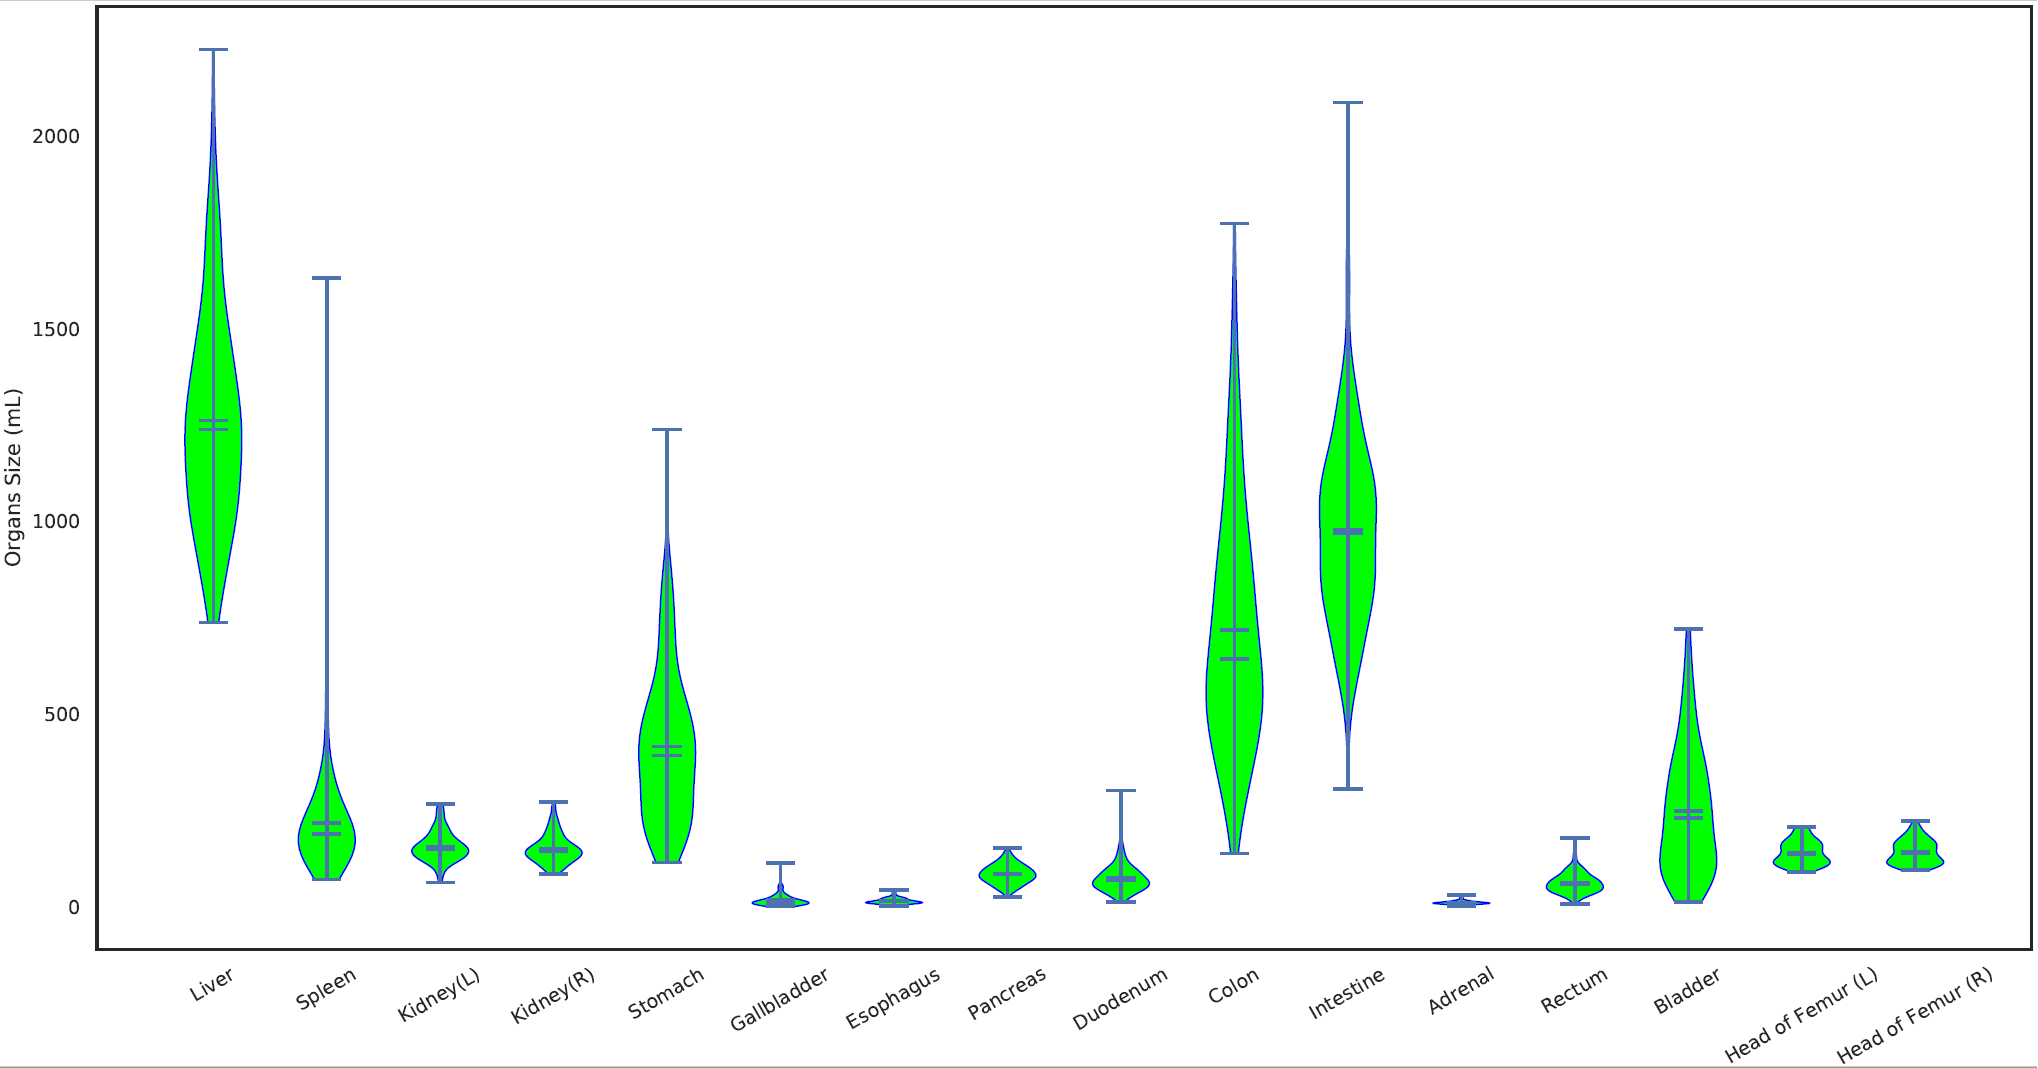 Organs Size (mL)
2000
1500
1000
500
0
Liver
Spleen
Kidney(L)
Kidney(R)
Stomach
Gallbladder
Esophagus
Pancreas
Duodenum
Colon
Intestine
Adrenal
Rectum
Bladder
Head of Femur (L)
Head of Femur (R)